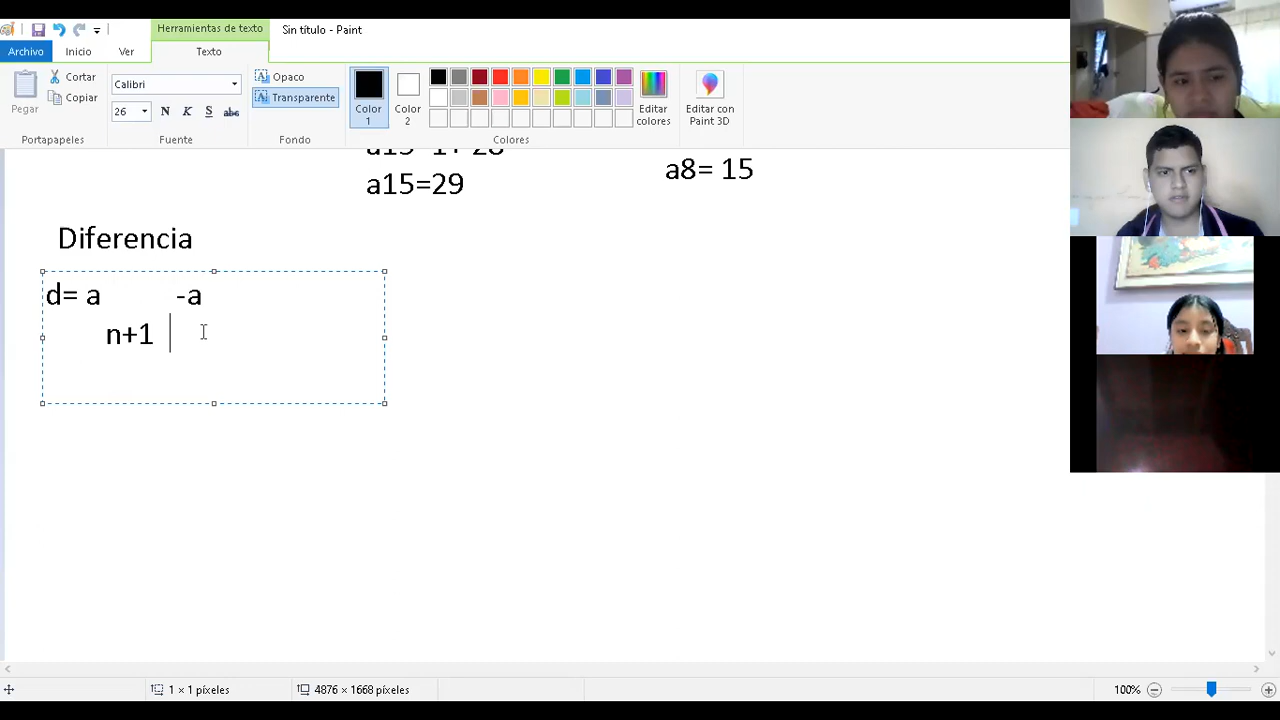 Herramientas de texto
Sin título - Paint
Archivo
Inicio
Ver
Texto
Pegar
Cortar
Copiar
Portapapeles
Calibri
26
N K S abc
Fuente
Opaco
Transparente
Fondo
Color 1
Color 2
Editar colores
Editar con Paint 3D
Colores
a15=29
a8= 15
Diferencia
d= a -a
n+1
1 × 1 píxeles
4876 × 1668 píxeles
100%